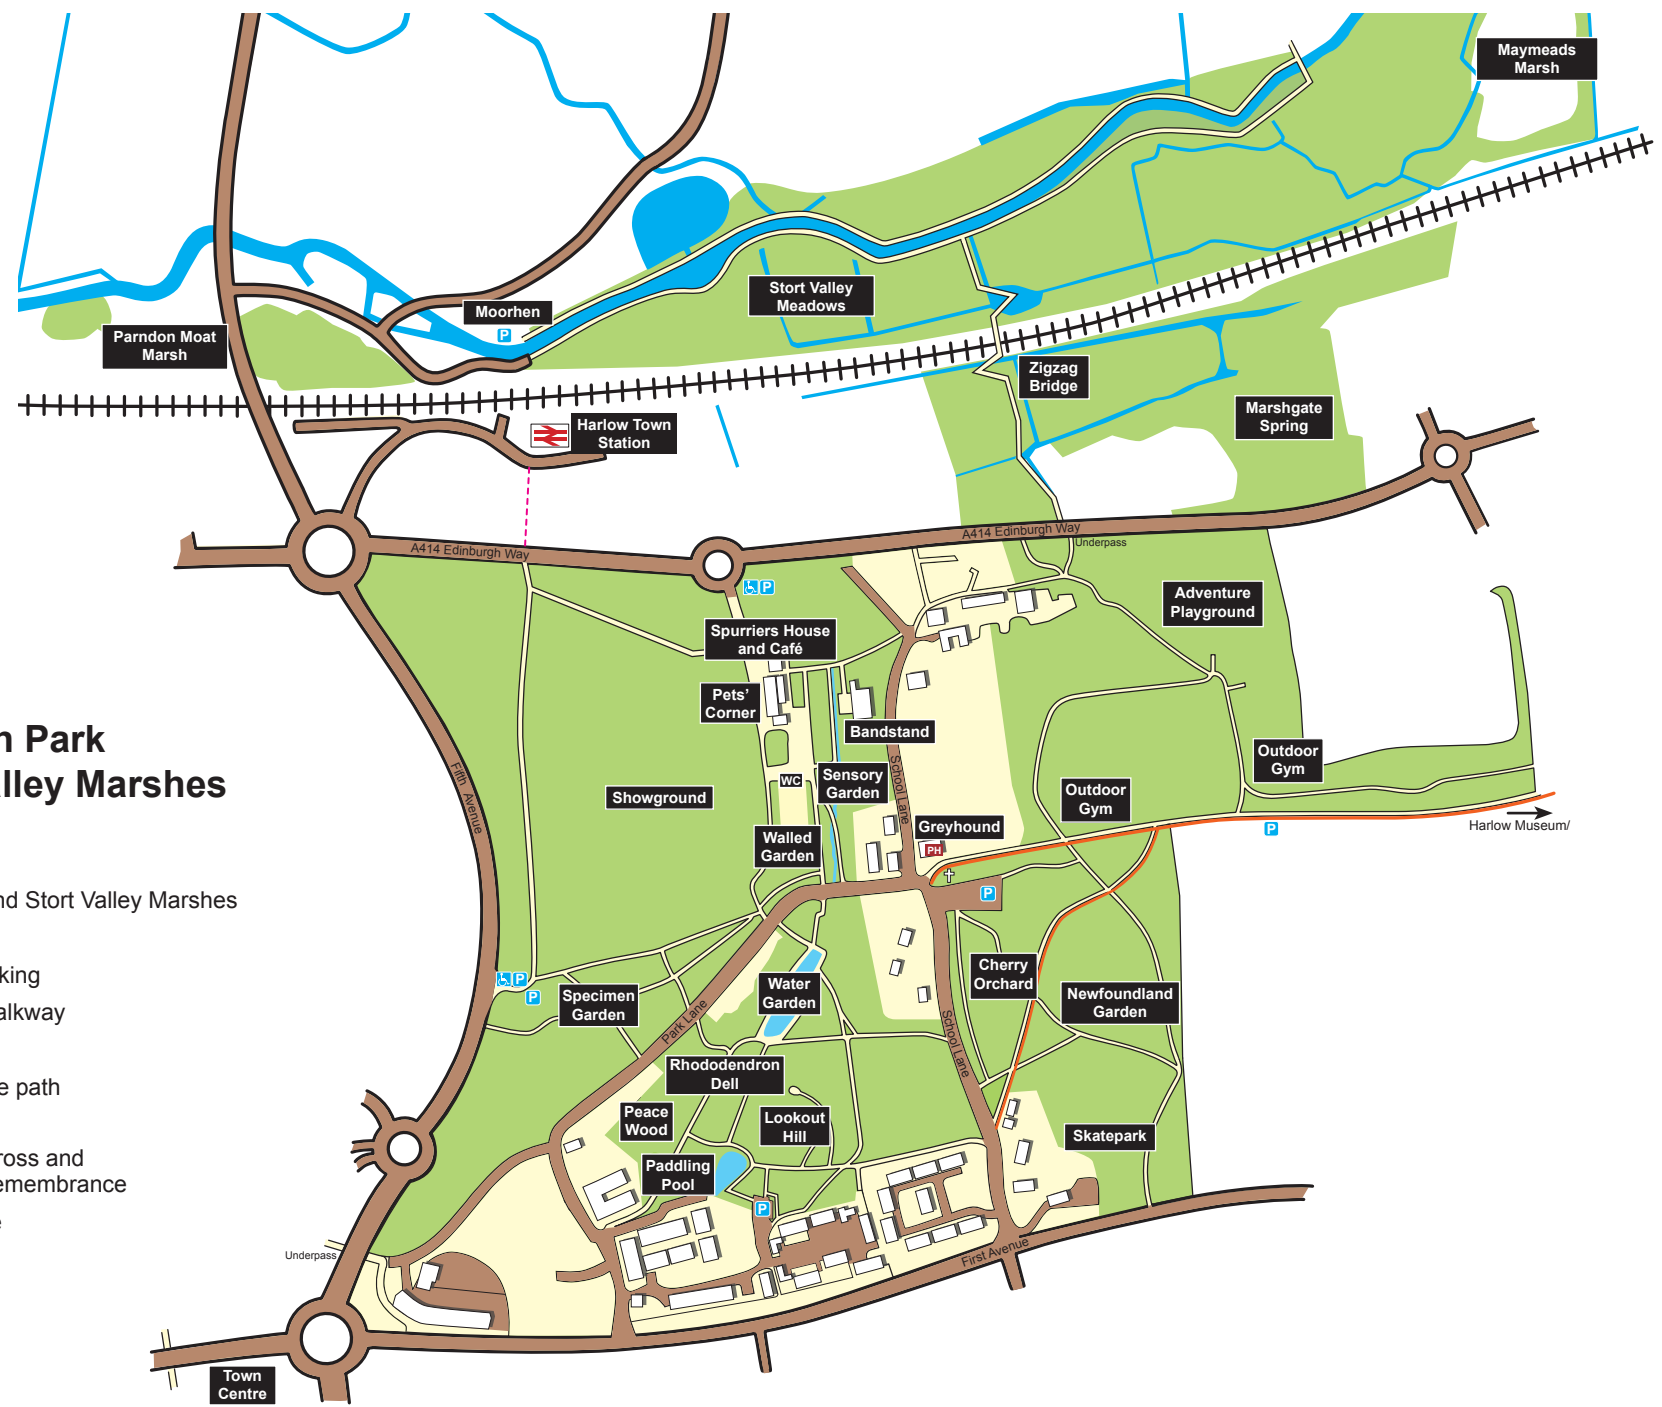 Maymeads
Marsh
Stort Valley
Meadows
Moorhen
P
Parndon Moat
Marsh
Zigzag
Bridge
Marshgate
Spring
Harlow Town
Station
A414 Edinburgh Way
A414 Edinburgh Way
Underpass
P
Adventure
Playground
Spurriers House
and Café
Pets'
Corner
Bandstand
n Park
lley Marshes
Fifth Avenue
School Lane
Outdoor
Gym
WC
Sensory
Garden
Showground
Outdoor
Gym
Greyhound
PH
P
Harlow Museum/
Walled
Garden
nd Stort Valley Marshes
P
king
alkway
P
P
Specimen
Garden
Water
Garden
Cherry
Orchard
Newfoundland
Garden
Park Lane
School Lane
Rhododendron
Dell
e path
Peace
Wood
Lookout
Hill
Skatepark
ross and
emembrance
e
Paddling
Pool
P
Underpass
First Avenue
Town
Centre